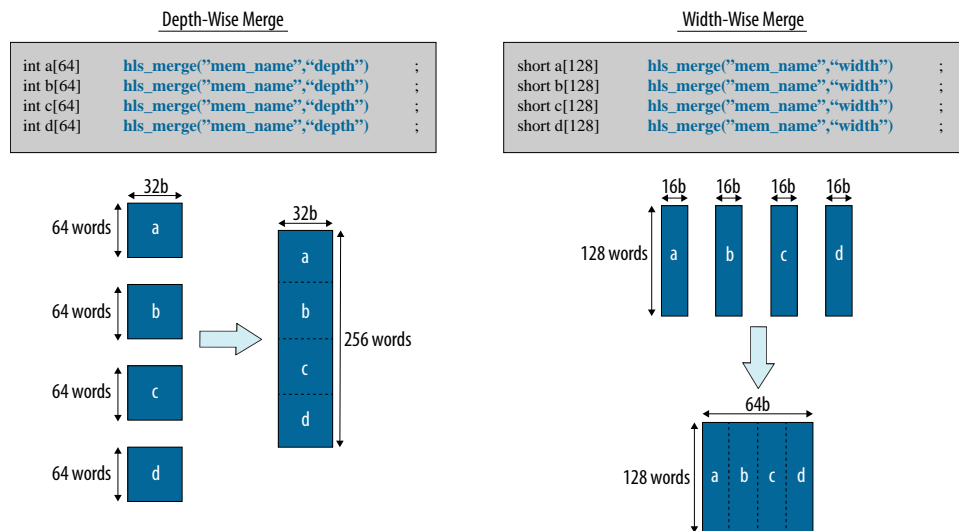 Depth-Wise Merge
int a[64] hls_merge(”mem_name”,“depth”) ;
int b[64] hls_merge(”mem_name”,“depth”) ;
int c[64] hls_merge(”mem_name”,“depth”) ;
int d[64] hls_merge(”mem_name”,“depth”) ;
32b
64 words
a
64 words
b
64 words
c
64 words
d
32b
a
b
c
d
256 words
Width-Wise Merge
short a[128] hls_merge(”mem_name”,“width”) ;
short b[128] hls_merge(”mem_name”,“width”) ;
short c[128] hls_merge(”mem_name”,“width”) ;
short d[128] hls_merge(”mem_name”,“width”) ;
16b 16b 16b 16b
128 words a b c d
64b
128 words a b c d